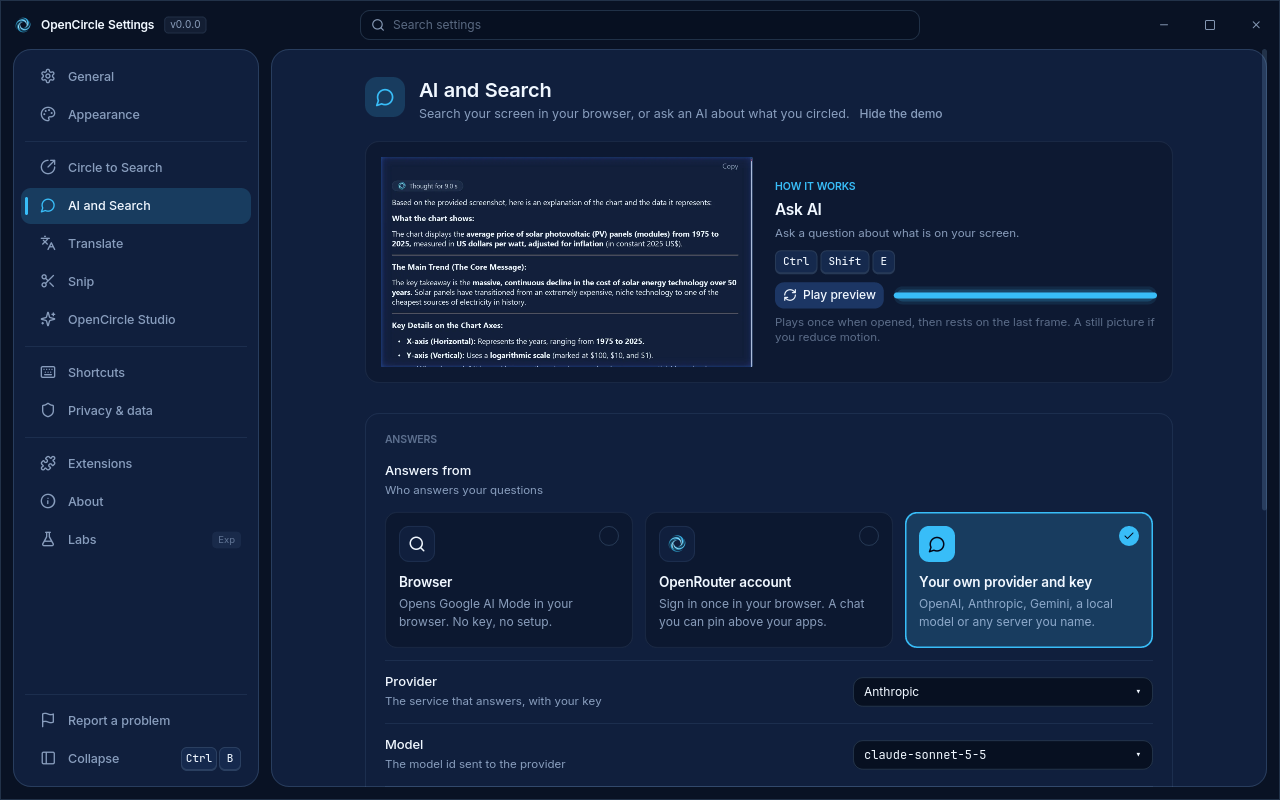 OpenCircle Settings
v0.0.0
Search settings
General
Appearance
Circle to Search
AI and Search
Translate
Snip
OpenCircle Studio
Shortcuts
Privacy & data
Extensions
About
Labs
Exp
Report a problem
Collapse
Ctrl
B
AI and Search
Search your screen in your browser, or ask an AI about what you circled.
Hide the demo
Copy
Thought for 9.0 s
Based on the provided screenshot, here is an explanation of the chart and the data it represents:
What the chart shows:
The chart displays the average price of solar photovoltaic (PV) panels (modules) from 1975 to
2025, measured in US dollars per watt, adjusted for inflation (in constant 2025 US$).
The Main Trend (The Core Message):
The key takeaway is the massive, continuous decline in the cost of solar energy technology over 50
years. Solar panels have transitioned from an extremely expensive, niche technology to one of the
cheapest sources of electricity in history.
Key Details on the Chart Axes:
• X-axis (Horizontal): Represents the years, ranging from 1975 to 2025.
• Y-axis (Vertical): Uses a logarithmic scale (marked at $100, $10, and $1).
HOW IT WORKS
Ask AI
Ask a question about what is on your screen.
Ctrl
Shift
E
Play preview
Plays once when opened, then rests on the last frame. A still picture if
you reduce motion.
ANSWERS
Answers from
Who answers your questions
Browser
Opens Google AI Mode in your
browser. No key, no setup.
OpenRouter account
Sign in once in your browser. A chat
you can pin above your apps.
Your own provider and key
OpenAI, Anthropic, Gemini, a local
model or any server you name.
Provider
The service that answers, with your key
Anthropic
Model
The model id sent to the provider
claude-sonnet-5-5